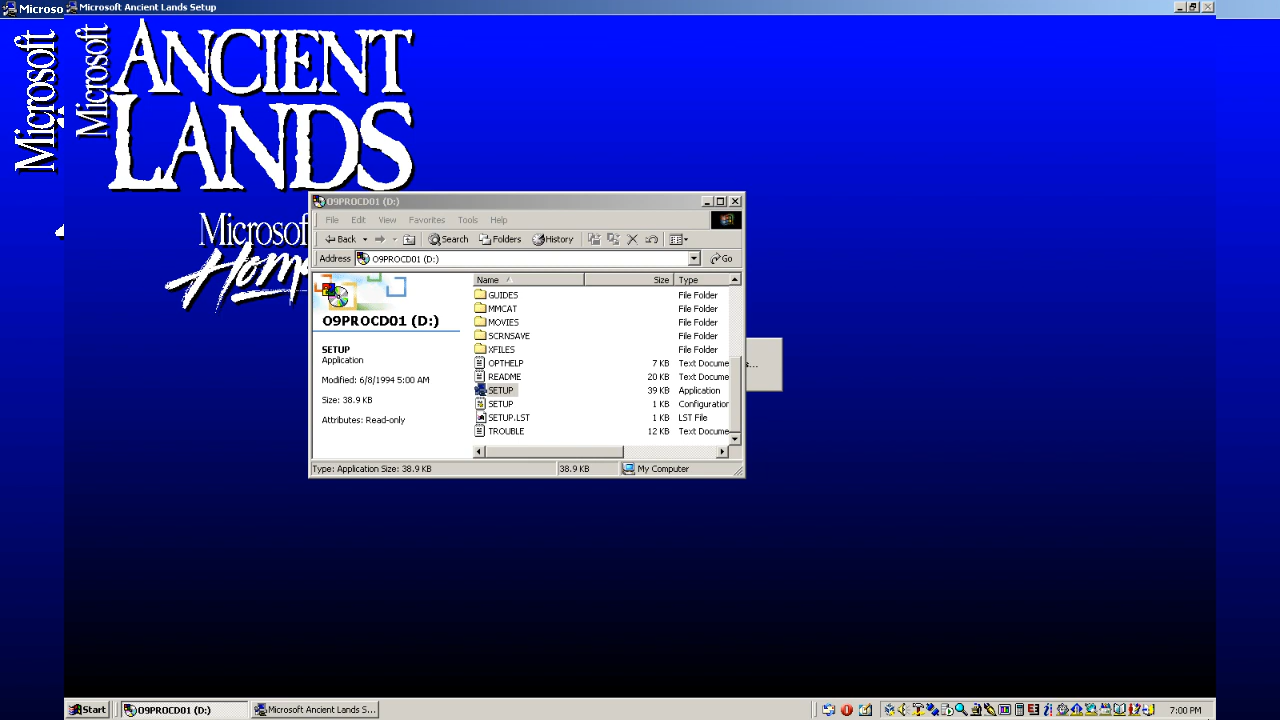 Microso
Microsoft Ancient Lands Setup
Microsoft
Microsoft
ANCIENT
LANDS
Microsof
Home
O9PROCD01 (D:)
File Edit View Favorites Tools Help
Back Search Folders History
Address O9PROCD01 (D:) Go
Name Size Type
O9PROCD01 (D:)
SETUP
Application
Modified: 6/8/1994 5:00 AM
Size: 38.9 KB
Attributes: Read-only
GUIDES File Folder
MMCAT File Folder
MOVIES File Folder
SCRNSAVE File Folder
XFILES File Folder
OPTHELP 7 KB Text Docume
README 20 KB Text Docume
SETUP 39 KB Application
SETUP 1 KB Configuration
SETUP.LST 1 KB LST File
TROUBLE 12 KB Text Docume
...
Type: Application Size: 38.9 KB 38.9 KB My Computer
Start O9PROCD01 (D:) Microsoft Ancient Lands S... 7:00 PM